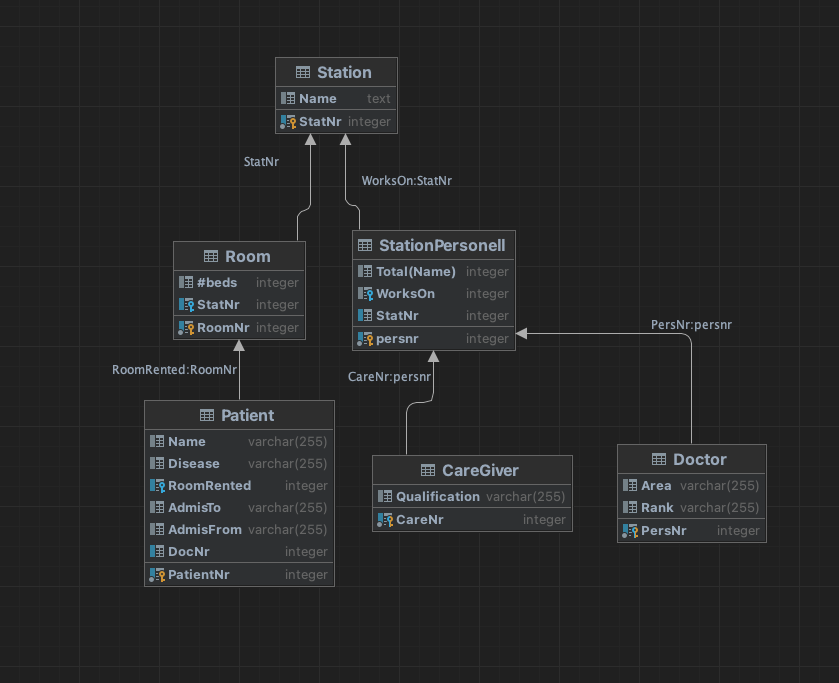 Station
Name text
StatNr integer
StatNr
WorksOn:StatNr
Room
#beds integer
StatNr integer
RoomNr integer
StationPersonell
Total(Name) integer
WorksOn integer
StatNr integer
persnr integer
PersNr:persnr
RoomRented:RoomNr
CareNr:persnr
Patient
Name varchar(255)
Disease varchar(255)
RoomRented integer
AdmisTo varchar(255)
AdmisFrom varchar(255)
DocNr integer
PatientNr integer
CareGiver
Qualification varchar(255)
CareNr integer
Doctor
Area varchar(255)
Rank varchar(255)
PersNr integer